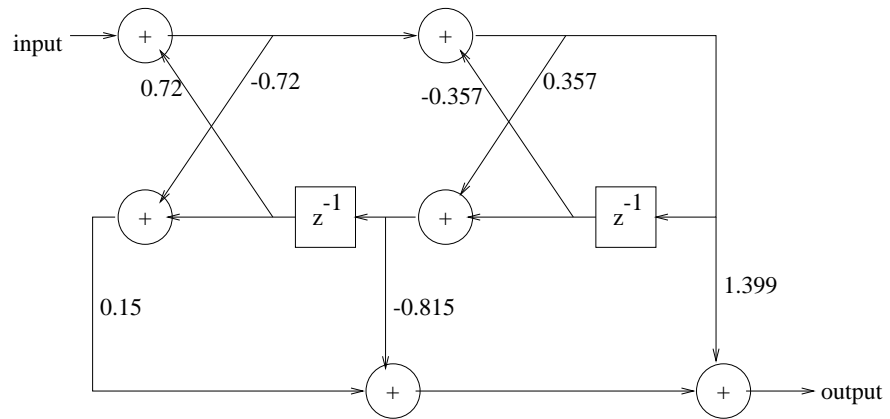 input + +
0.72 -0.72 -0.357 0.357
+ z-1 + z-1
0.15 -0.815 1.399
+ + output